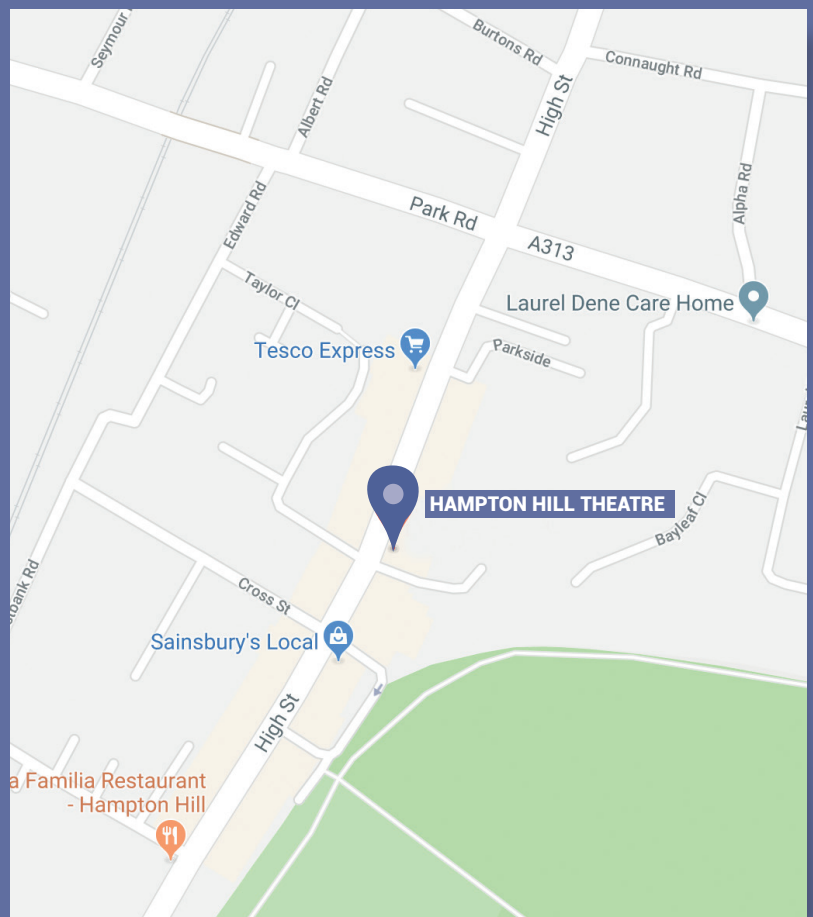 Seymour
Burtons Rd
Connaught Rd
High St
Albert Rd
Alpha Rd
Edward Rd
Park Rd
A313
Taylor Cl
Laurel Dene Care Home
Tesco Express
Parkside
HAMPTON HILL THEATRE
Bayleaf Cl
Cross St
Sainsbury's Local
High St
a Familia Restaurant
- Hampton Hill